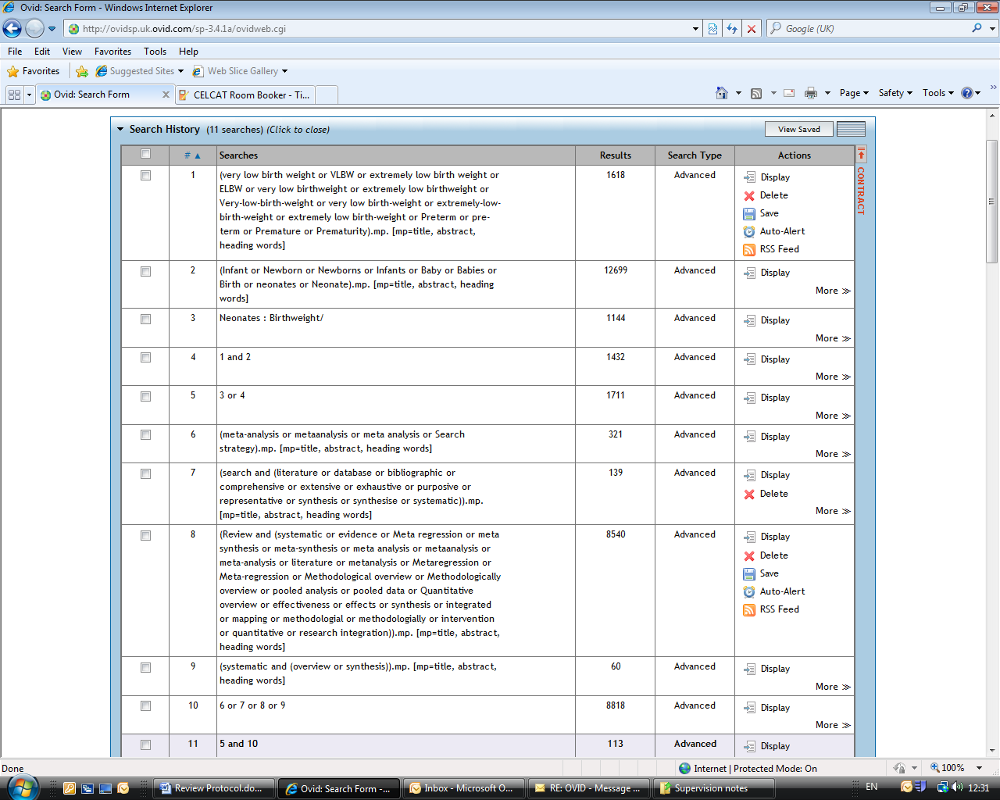 Ovid: Search Form - Windows Internet Explorer
http://ovidsp.uk.ovid.com/sp-3.4.1a/ovidweb.cgi
Google (UK)
File Edit View Favorites Tools Help
Favorites Suggested Sites Web Slice Gallery
Ovid: Search Form CELCAT Room Booker - Ti... Page Safety Tools
Search History (11 searches) (Click to close) View Saved
# Searches Results Search Type Actions
CONTRACT
1 (very low birth weight or VLBW or extremely low birth weight or 1618 Advanced Display
ELBW or very low birthweight or extremely low birthweight or Delete
Very-low-birth-weight or very low birth-weight or extremely-low-
birth-weight or extremely low birth-weight or Preterm or pre- Save
term or Premature or Prematurity).mp. [mp=title, abstract, Auto-Alert
heading words] RSS Feed
2 (Infant or Newborn or Newborns or Infants or Baby or Babies or 12699 Advanced Display
Birth or neonates or Neonate).mp. [mp=title, abstract, heading More ≫
words]
3 Neonates : Birthweight/ 1144 Advanced Display
More ≫
4 1 and 2 1432 Advanced Display
More ≫
5 3 or 4 1711 Advanced Display
More ≫
6 (meta-analysis or metaanalysis or meta analysis or Search 321 Advanced Display
strategy).mp. [mp=title, abstract, heading words] More ≫
7 (search and (literature or database or bibliographic or 139 Advanced Display
comprehensive or extensive or exhaustive or purposive or Delete
representative or synthesis or synthesise or systematic)).mp.
[mp=title, abstract, heading words] More ≫
8 (Review and (systematic or evidence or Meta regression or meta 8540 Advanced Display
synthesis or meta-synthesis or meta analysis or metaanalysis or Delete
meta-analysis or literature or metanalysis or Metaregression or
Meta-regression or Methodological overview or Methodologically Save
overview or pooled analysis or pooled data or Quantitative Auto-Alert
overview or effectiveness or effects or synthesis or integrated RSS Feed
or mapping or methodologial or methodologially or intervention
or quantitative or research integration)).mp. [mp=title, abstract,
heading words]
9 (systematic and (overview or synthesis)).mp. [mp=title, abstract, 60 Advanced Display
heading words] More ≫
10 6 or 7 or 8 or 9 8818 Advanced Display
More ≫
11 5 and 10 113 Advanced Display
Done Internet | Protected Mode: On 100%
Review Protocol.do... Ovid: Search Form -... Inbox - Microsoft O... RE: OVID - Message ... Supervision notes EN 12:31